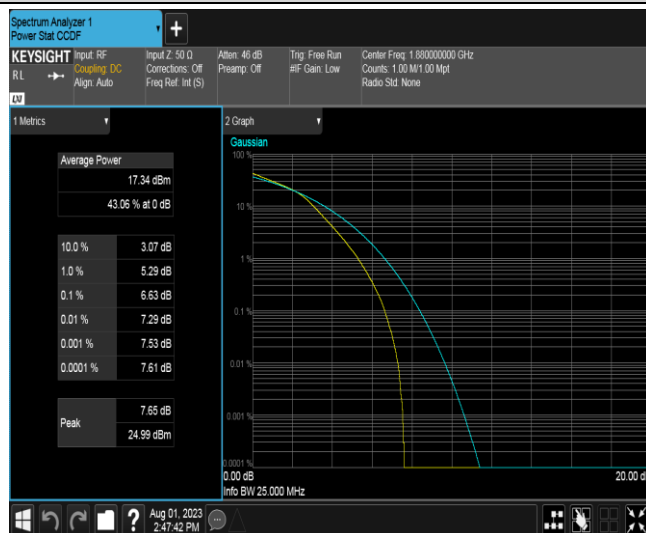 Spectrum Analyzer 1
Power Stat CCDF
KEYSIGHT
RL
LXI
Input: RF
Coupling: DC
Align: Auto
Input Z: 50 Ω
Corrections: Off
Freq Ref: Int (S)
Atten: 46 dB
Preamp: Off
Trig: Free Run
#IF Gain: Low
Center Freq: 1.880000000 GHz
Counts: 1.00 M/1.00 Mpt
Radio Std: None
1 Metrics
Average Power
17.34 dBm
43.06 % at 0 dB
10.0 % 3.07 dB
1.0 % 5.29 dB
0.1 % 6.63 dB
0.01 % 7.29 dB
0.001 % 7.53 dB
0.0001 % 7.61 dB
Peak
7.65 dB
24.99 dBm
2 Graph
Gaussian
100 %
10 %
1 %
0.1 %
0.01 %
0.001 %
0.0001 %
0.00 dB
20.00 d
Info BW 25.000 MHz
?
Aug 01, 2023
2:47:42 PM